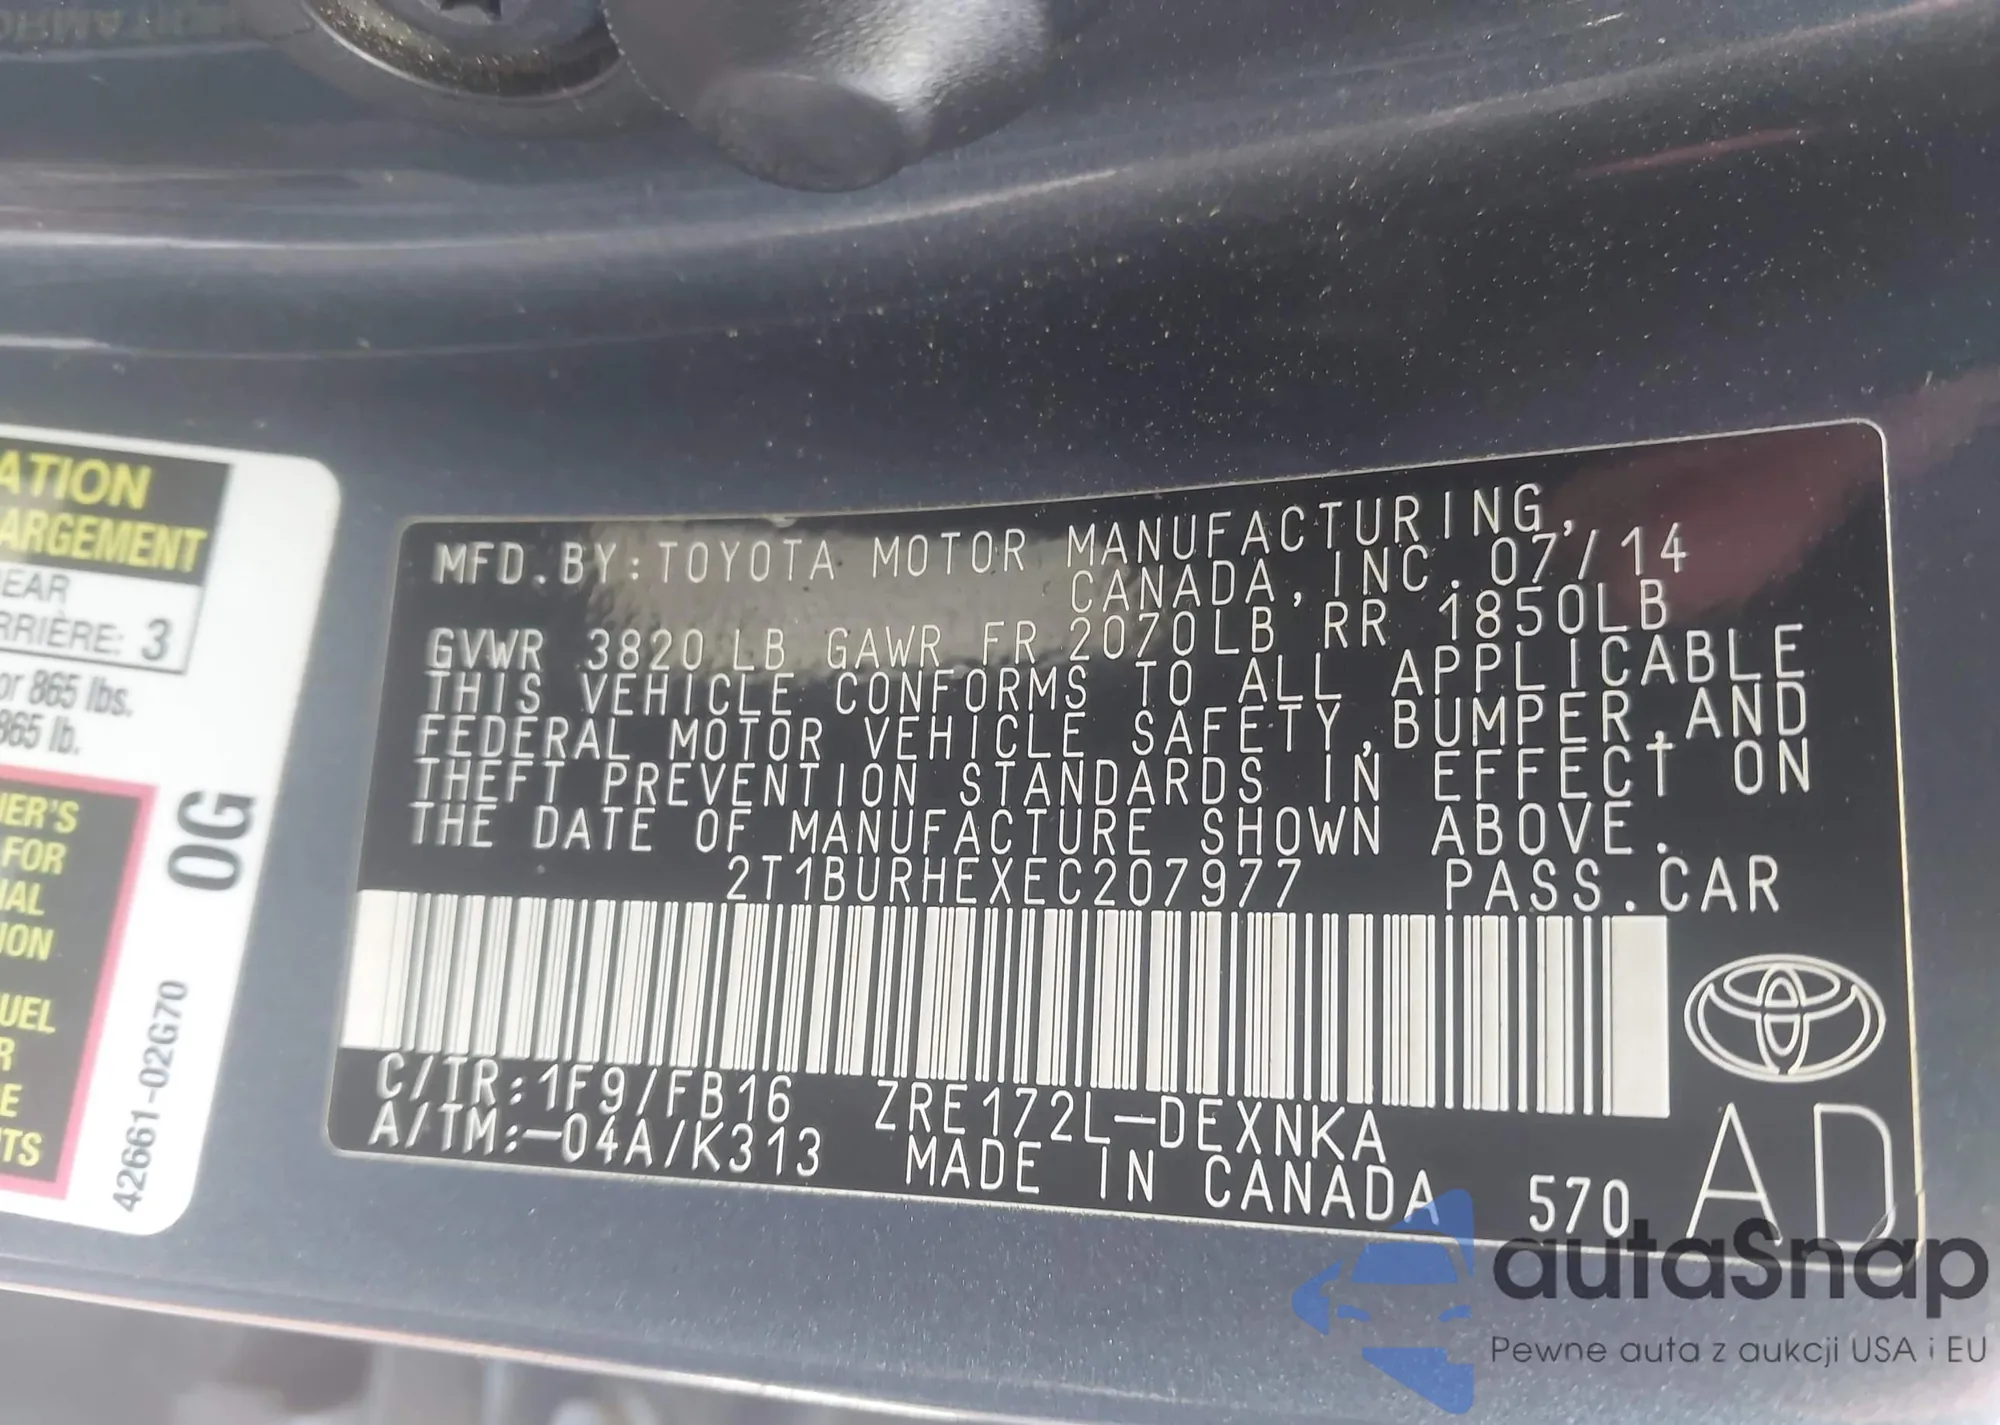 ATION
ARGEMENT
REAR
ARRIÈRE: 3
or 865 lbs.
865 lb.
NER'S
FOR
NAL
ION
UEL
R
E
TS
0G
42661-02G70
MFD. BY: TOYOTA MOTOR MANUFACTURING,
CANADA, INC. 07/14
GVWR 3820 LB GAWR FR 2070LB RR 1850LB
THIS VEHICLE CONFORMS TO ALL APPLICABLE
FEDERAL MOTOR VEHICLE SAFETY, BUMPER, AND
THEFT PREVENTION STANDARDS IN EFFECT ON
THE DATE OF MANUFACTURE SHOWN ABOVE.
2T1BURHEXEC207977 PASS. CAR
C/TR: 1F9/FB16 ZRE172L-DEXNKA
A/TM: -04A/K313 MADE IN CANADA 570 AD
autaSnap
Pewne auta z aukcji USA i EU